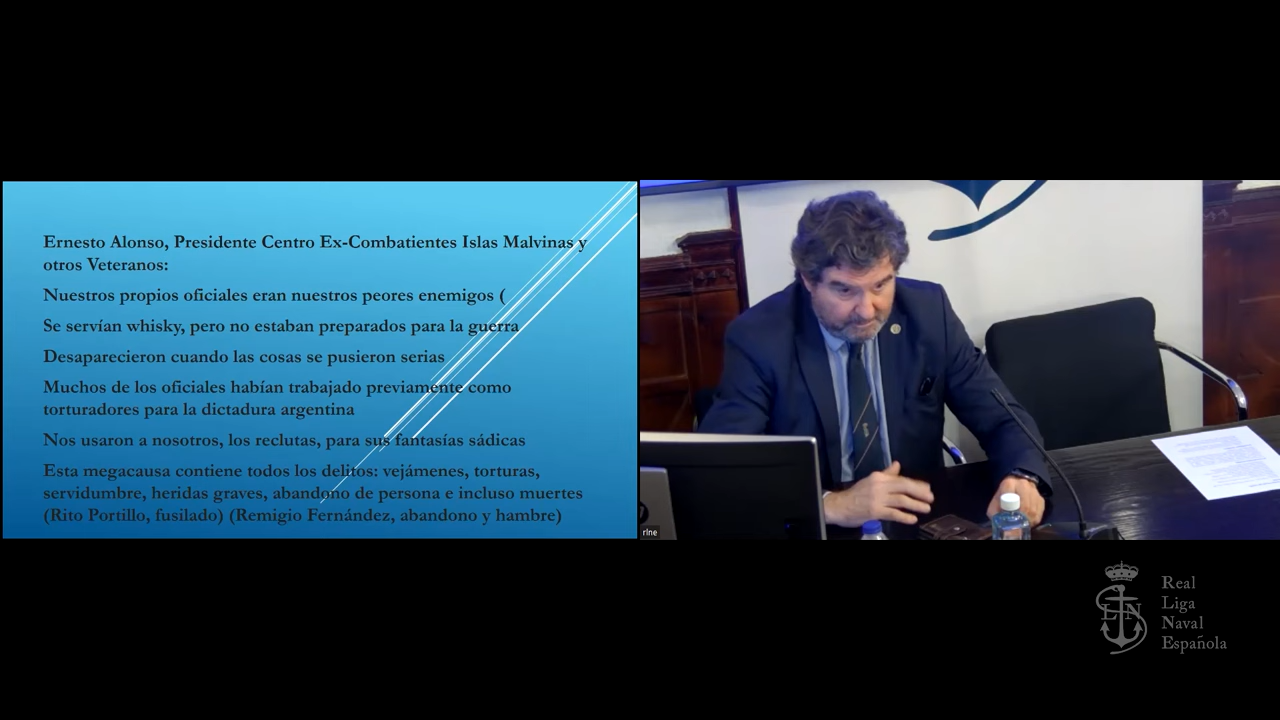 Ernesto Alonso, Presidente Centro Ex-Combatientes Islas Malvinas y
otros Veteranos:
Nuestros propios oficiales eran nuestros peores enemigos (
Se servían whisky, pero no estaban preparados para la guerra
Desaparecieron cuando las cosas se pusieron serias
Muchos de los oficiales habían trabajado previamente como
torturadores para la dictadura argentina
Nos usaron a nosotros, los reclutas, para sus fantasías sádicas
Esta megacausa contiene todos los delitos: vejámenes, torturas,
servidumbre, heridas graves, abandono de persona e incluso muertes
(Rito Portillo, fusilado) (Remigio Fernández, abandono y hambre)
rlne
LN
Real
Liga
Naval
Española